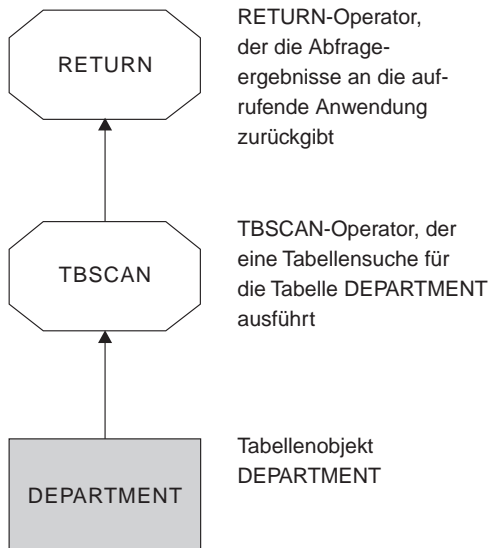 RETURN
RETURN-Operator,
der die Abfrage-
ergebnisse an die auf-
rufende Anwendung
zurückgibt
TBSCAN
TBSCAN-Operator, der
eine Tabellensuche für
die Tabelle DEPARTMENT
ausführt
DEPARTMENT
Tabellenobjekt
DEPARTMENT